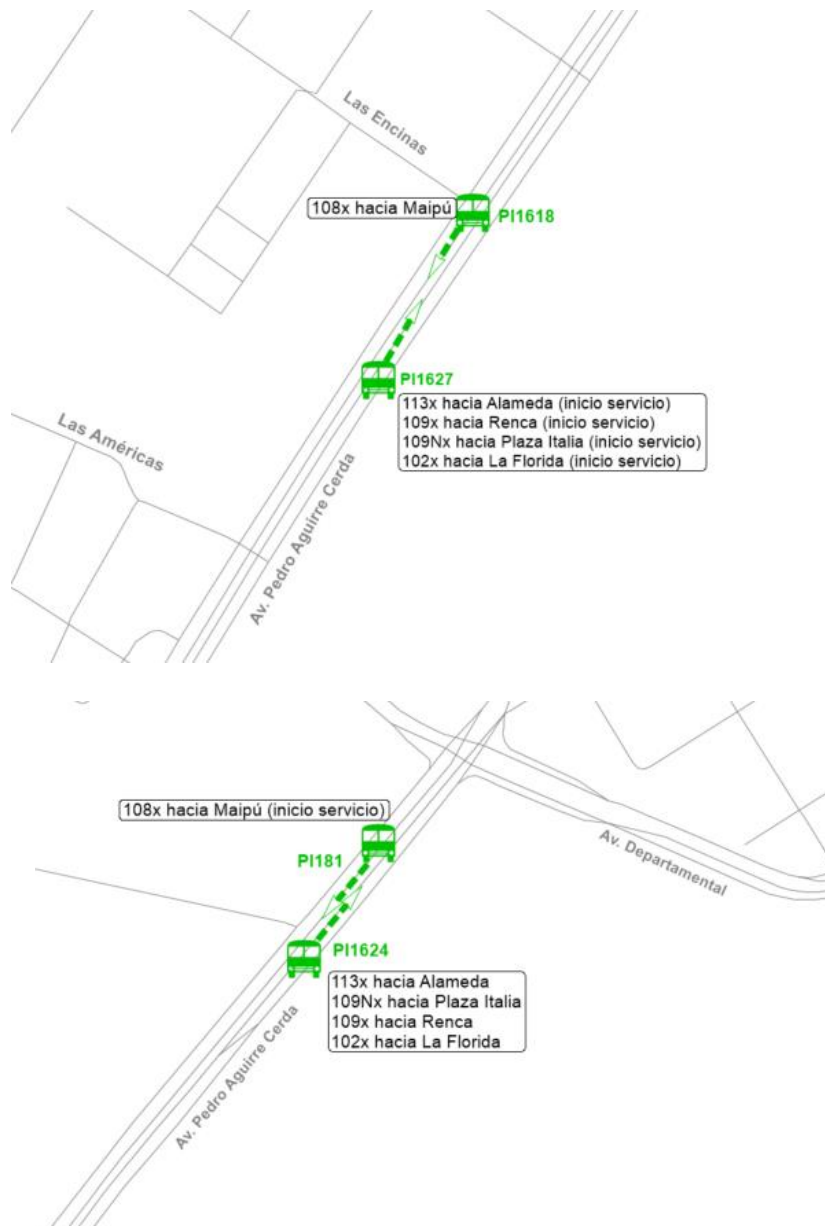 Las Encinas
108x hacia Maipú
PI1618
PI1627
113x hacia Alameda (inicio servicio)
109x hacia Renca (inicio servicio)
109Nx hacia Plaza Italia (inicio servicio)
102x hacia La Florida (inicio servicio)
Las Américas
Av. Pedro Aguirre Cerda
108x hacia Maipú (inicio servicio)
PI181
Av. Departamental
PI1624
113x hacia Alameda
109Nx hacia Plaza Italia
109x hacia Renca
102x hacia La Florida
Av. Pedro Aguirre Cerda